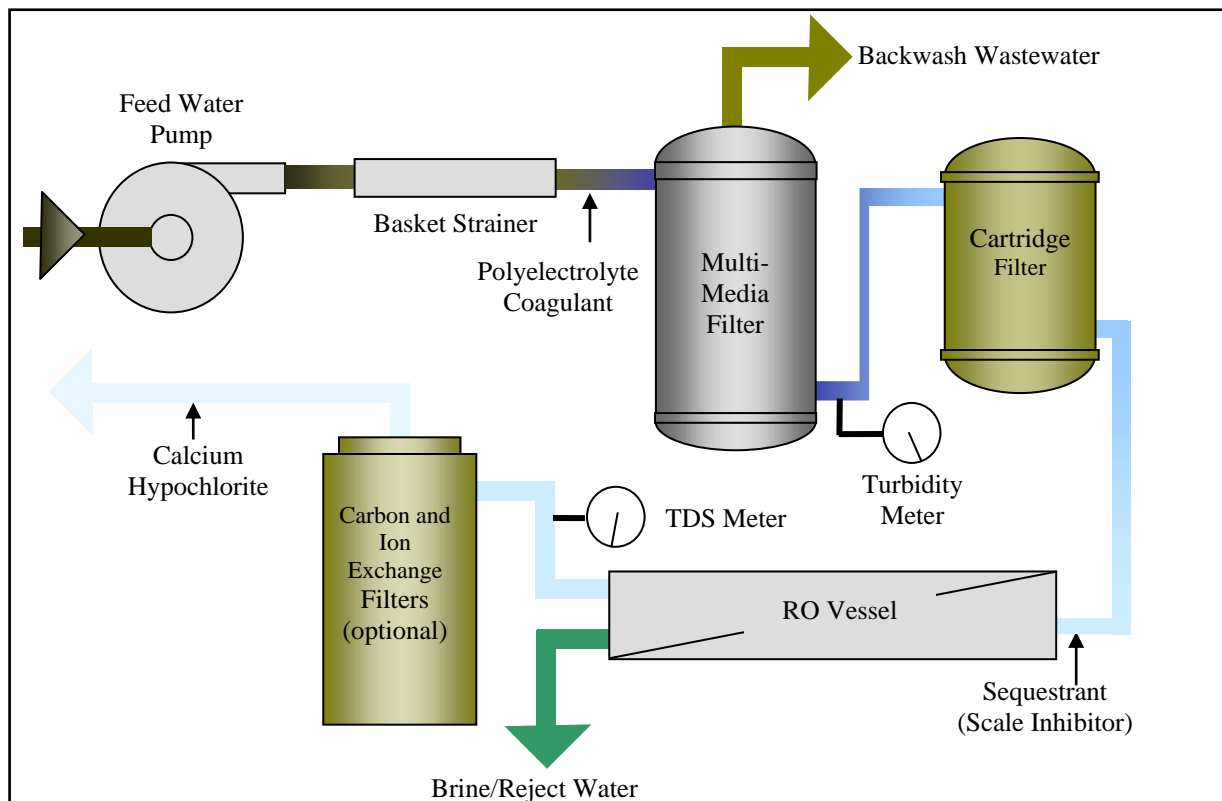 Backwash Wastewater
Feed Water
Pump
Basket Strainer
Polyelectrolyte
Coagulant
Multi-
Media
Filter
Cartridge
Filter
Turbidity
Meter
Calcium
Hypochlorite
Carbon and
Ion
Exchange
Filters
(optional)
TDS Meter
RO Vessel
Sequestrant
(Scale Inhibitor)
Brine/Reject Water